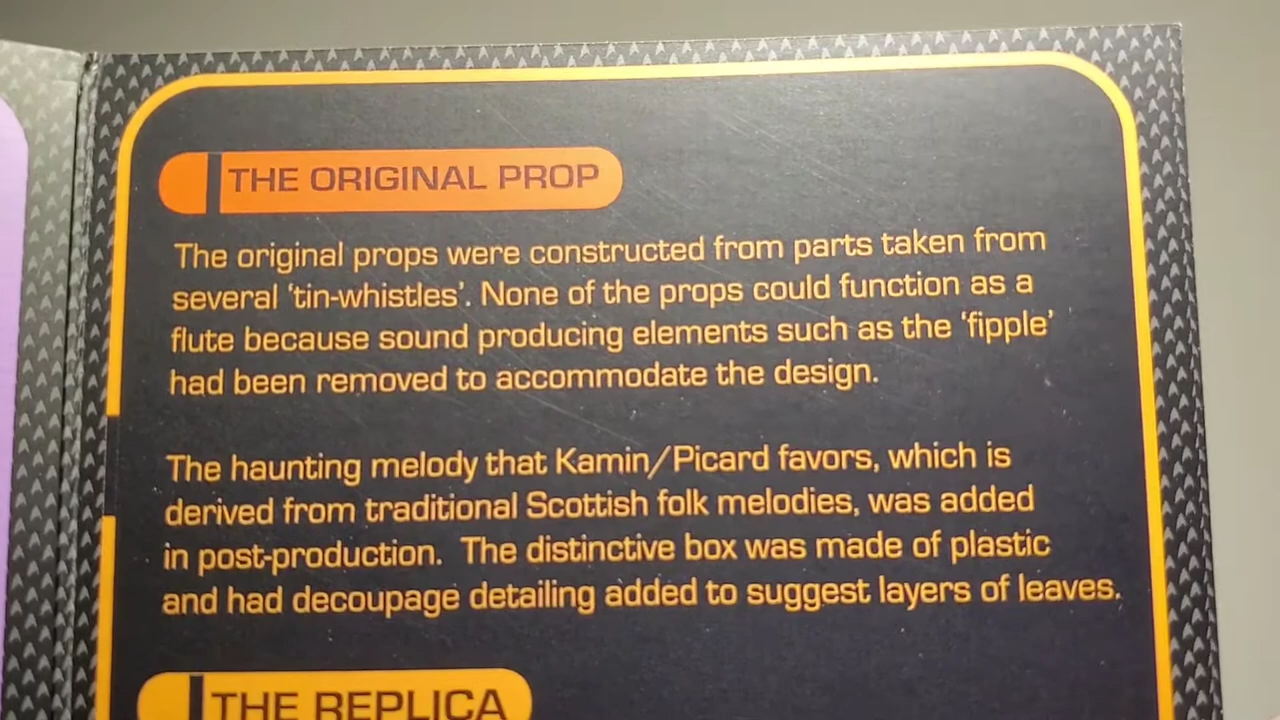 THE ORIGINAL PROP
The original props were constructed from parts taken from
several ‘tin-whistles’. None of the props could function as a
flute because sound producing elements such as the ‘fipple’
had been removed to accommodate the design.
The haunting melody that Kamin/Picard favors, which is
derived from traditional Scottish folk melodies, was added
in post-production. The distinctive box was made of plastic
and had decoupage detailing added to suggest layers of leaves.
THE REPLICA